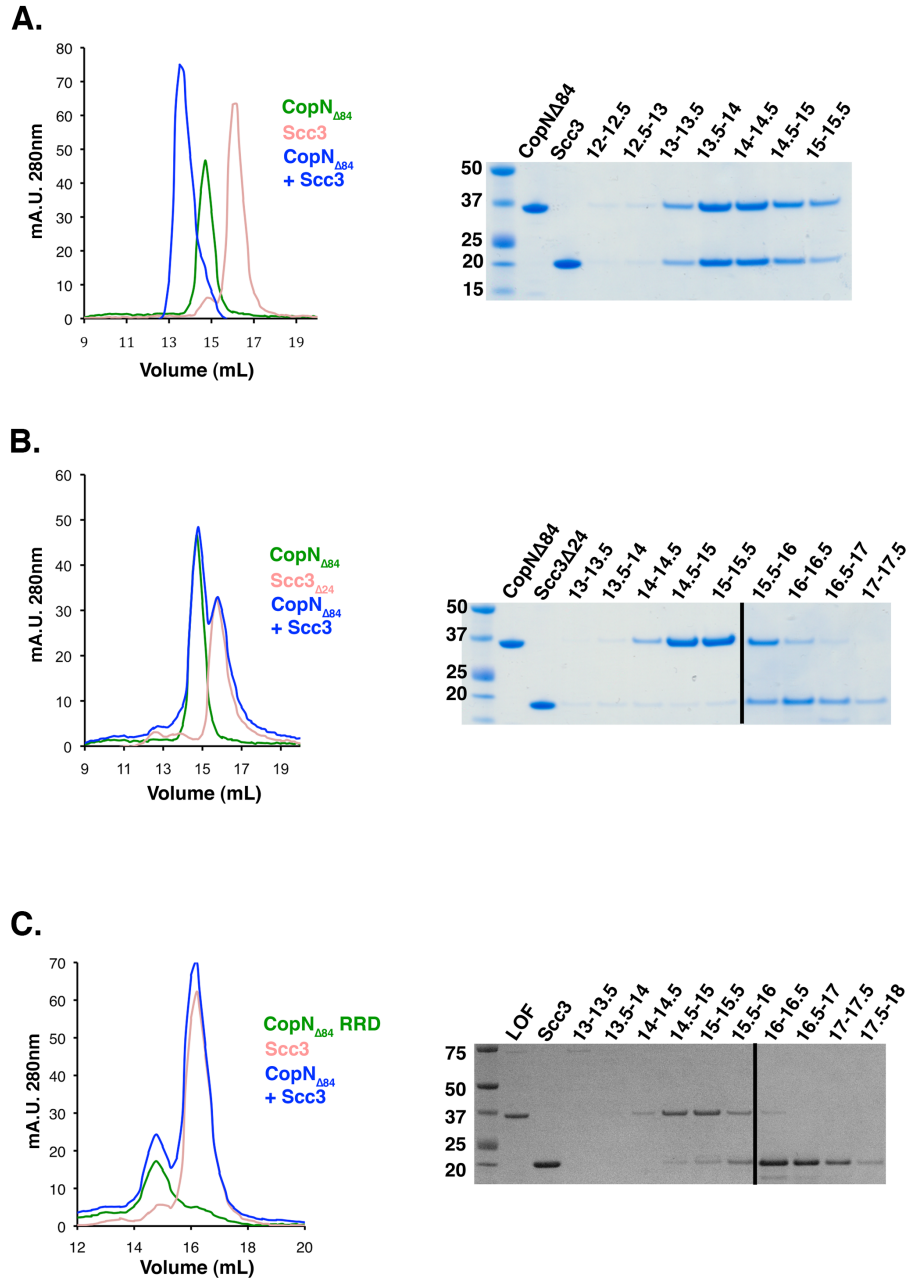 A.
80
70
60
50
40
30
20
10
0
mA.U. 280nm
9 11 13 15 17 19
Volume (mL)
CopNΔ84
Scc3
CopNΔ84
+ Scc3
CopNΔ84 Scc3 12-12.5 12.5-13 13-13.5 13.5-14 14-14.5 14.5-15 15-15.5
50
37
25
20
15
B.
60
50
40
30
20
10
0
mA.U. 280nm
9 11 13 15 17 19
Volume (mL)
CopNΔ84
Scc3Δ24
CopNΔ84
+ Scc3
CopNΔ84 Scc3Δ24 13-13.5 13.5-14 14-14.5 14.5-15 15-15.5 15.5-16 16-16.5 16.5-17 17-17.5
50
37
25
20
C.
70
60
50
40
30
20
10
0
mA.U. 280nm
12 14 16 18 20
Volume (mL)
CopNΔ84 RRD
Scc3
CopNΔ84
+ Scc3
LOF Scc3 13-13.5 13.5-14 14-14.5 14.5-15 15-15.5 15.5-16 16-16.5 16.5-17 17-17.5 17.5-18
75
50
37
25
20